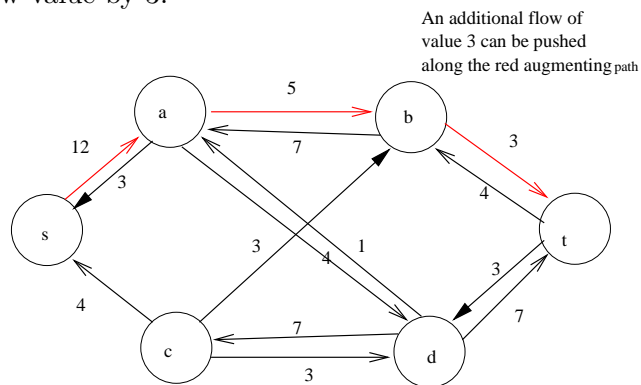 w value by 3.
An additional flow of
value 3 can be pushed
along the red augmenting path
5
a
b
12
7
3
3
4
s
t
3
1
4
3
4
7
7
c
d
3